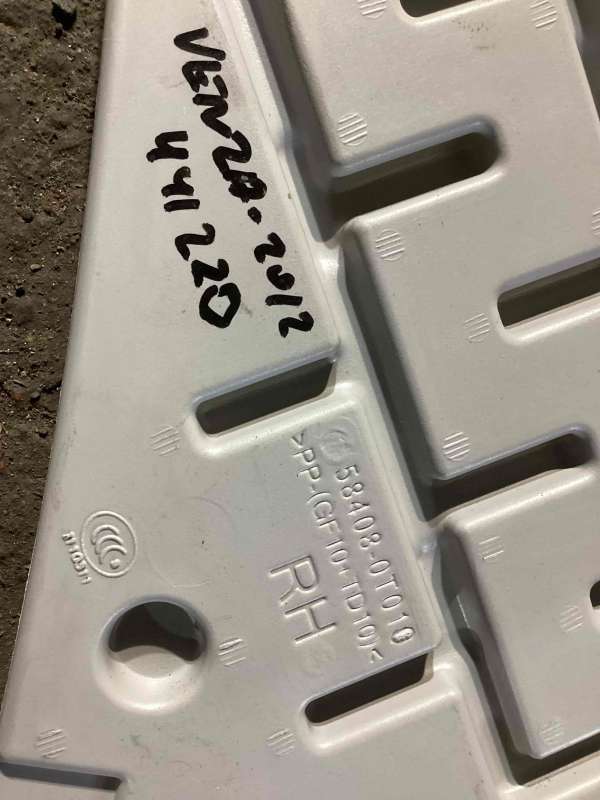 VENZA. 2012
441220
58408-0T010
>PP-(GF10+TD10)<
RH